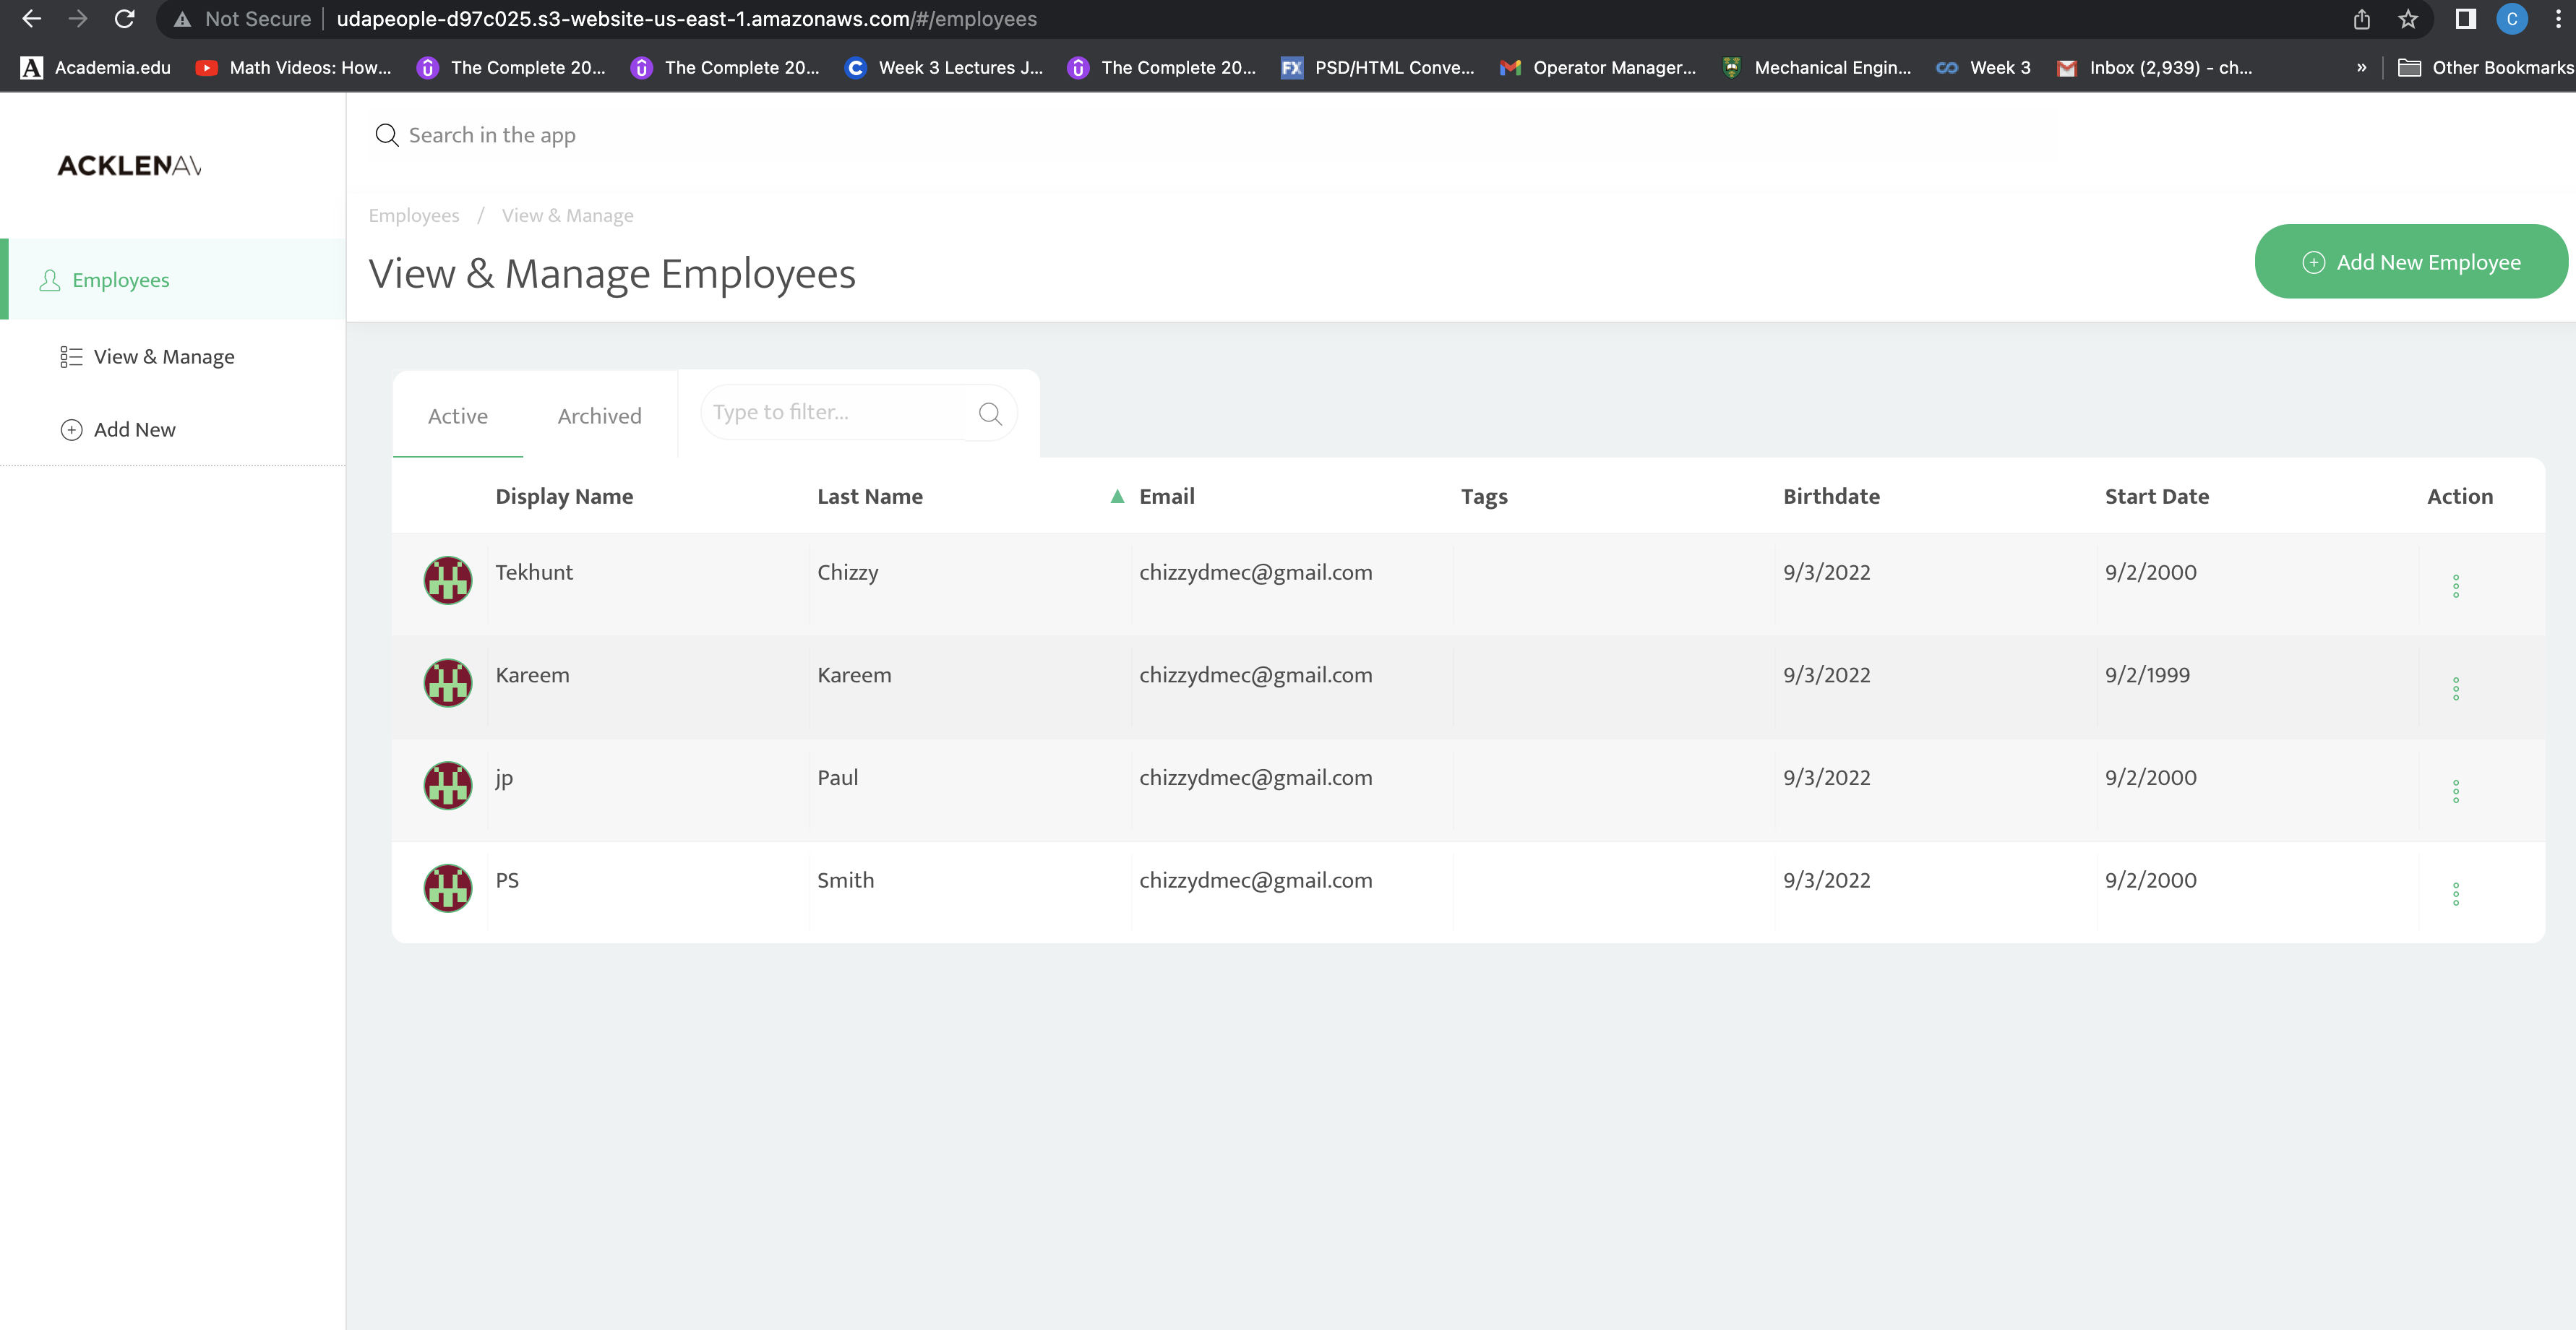 Not Secure udapeople-d97c025.s3-website-us-east-1.amazonaws.com/#/employees C
Academia.edu Math Videos: How... The Complete 20... The Complete 20... Week 3 Lectures J... The Complete 20... FX PSD/HTML Conve... Operator Manager... Mechanical Engin... Week 3 Inbox (2,939) - ch... » Other Bookmarks
Search in the app
ACKLENAV
Employees / View & Manage
View & Manage Employees
Add New Employee
Employees
View & Manage
Add New
Active Archived Type to filter...
Display Name Last Name ▲ Email Tags Birthdate Start Date Action
Tekhunt Chizzy chizzydmec@gmail.com 9/3/2022 9/2/2000
Kareem Kareem chizzydmec@gmail.com 9/3/2022 9/2/1999
jp Paul chizzydmec@gmail.com 9/3/2022 9/2/2000
PS Smith chizzydmec@gmail.com 9/3/2022 9/2/2000